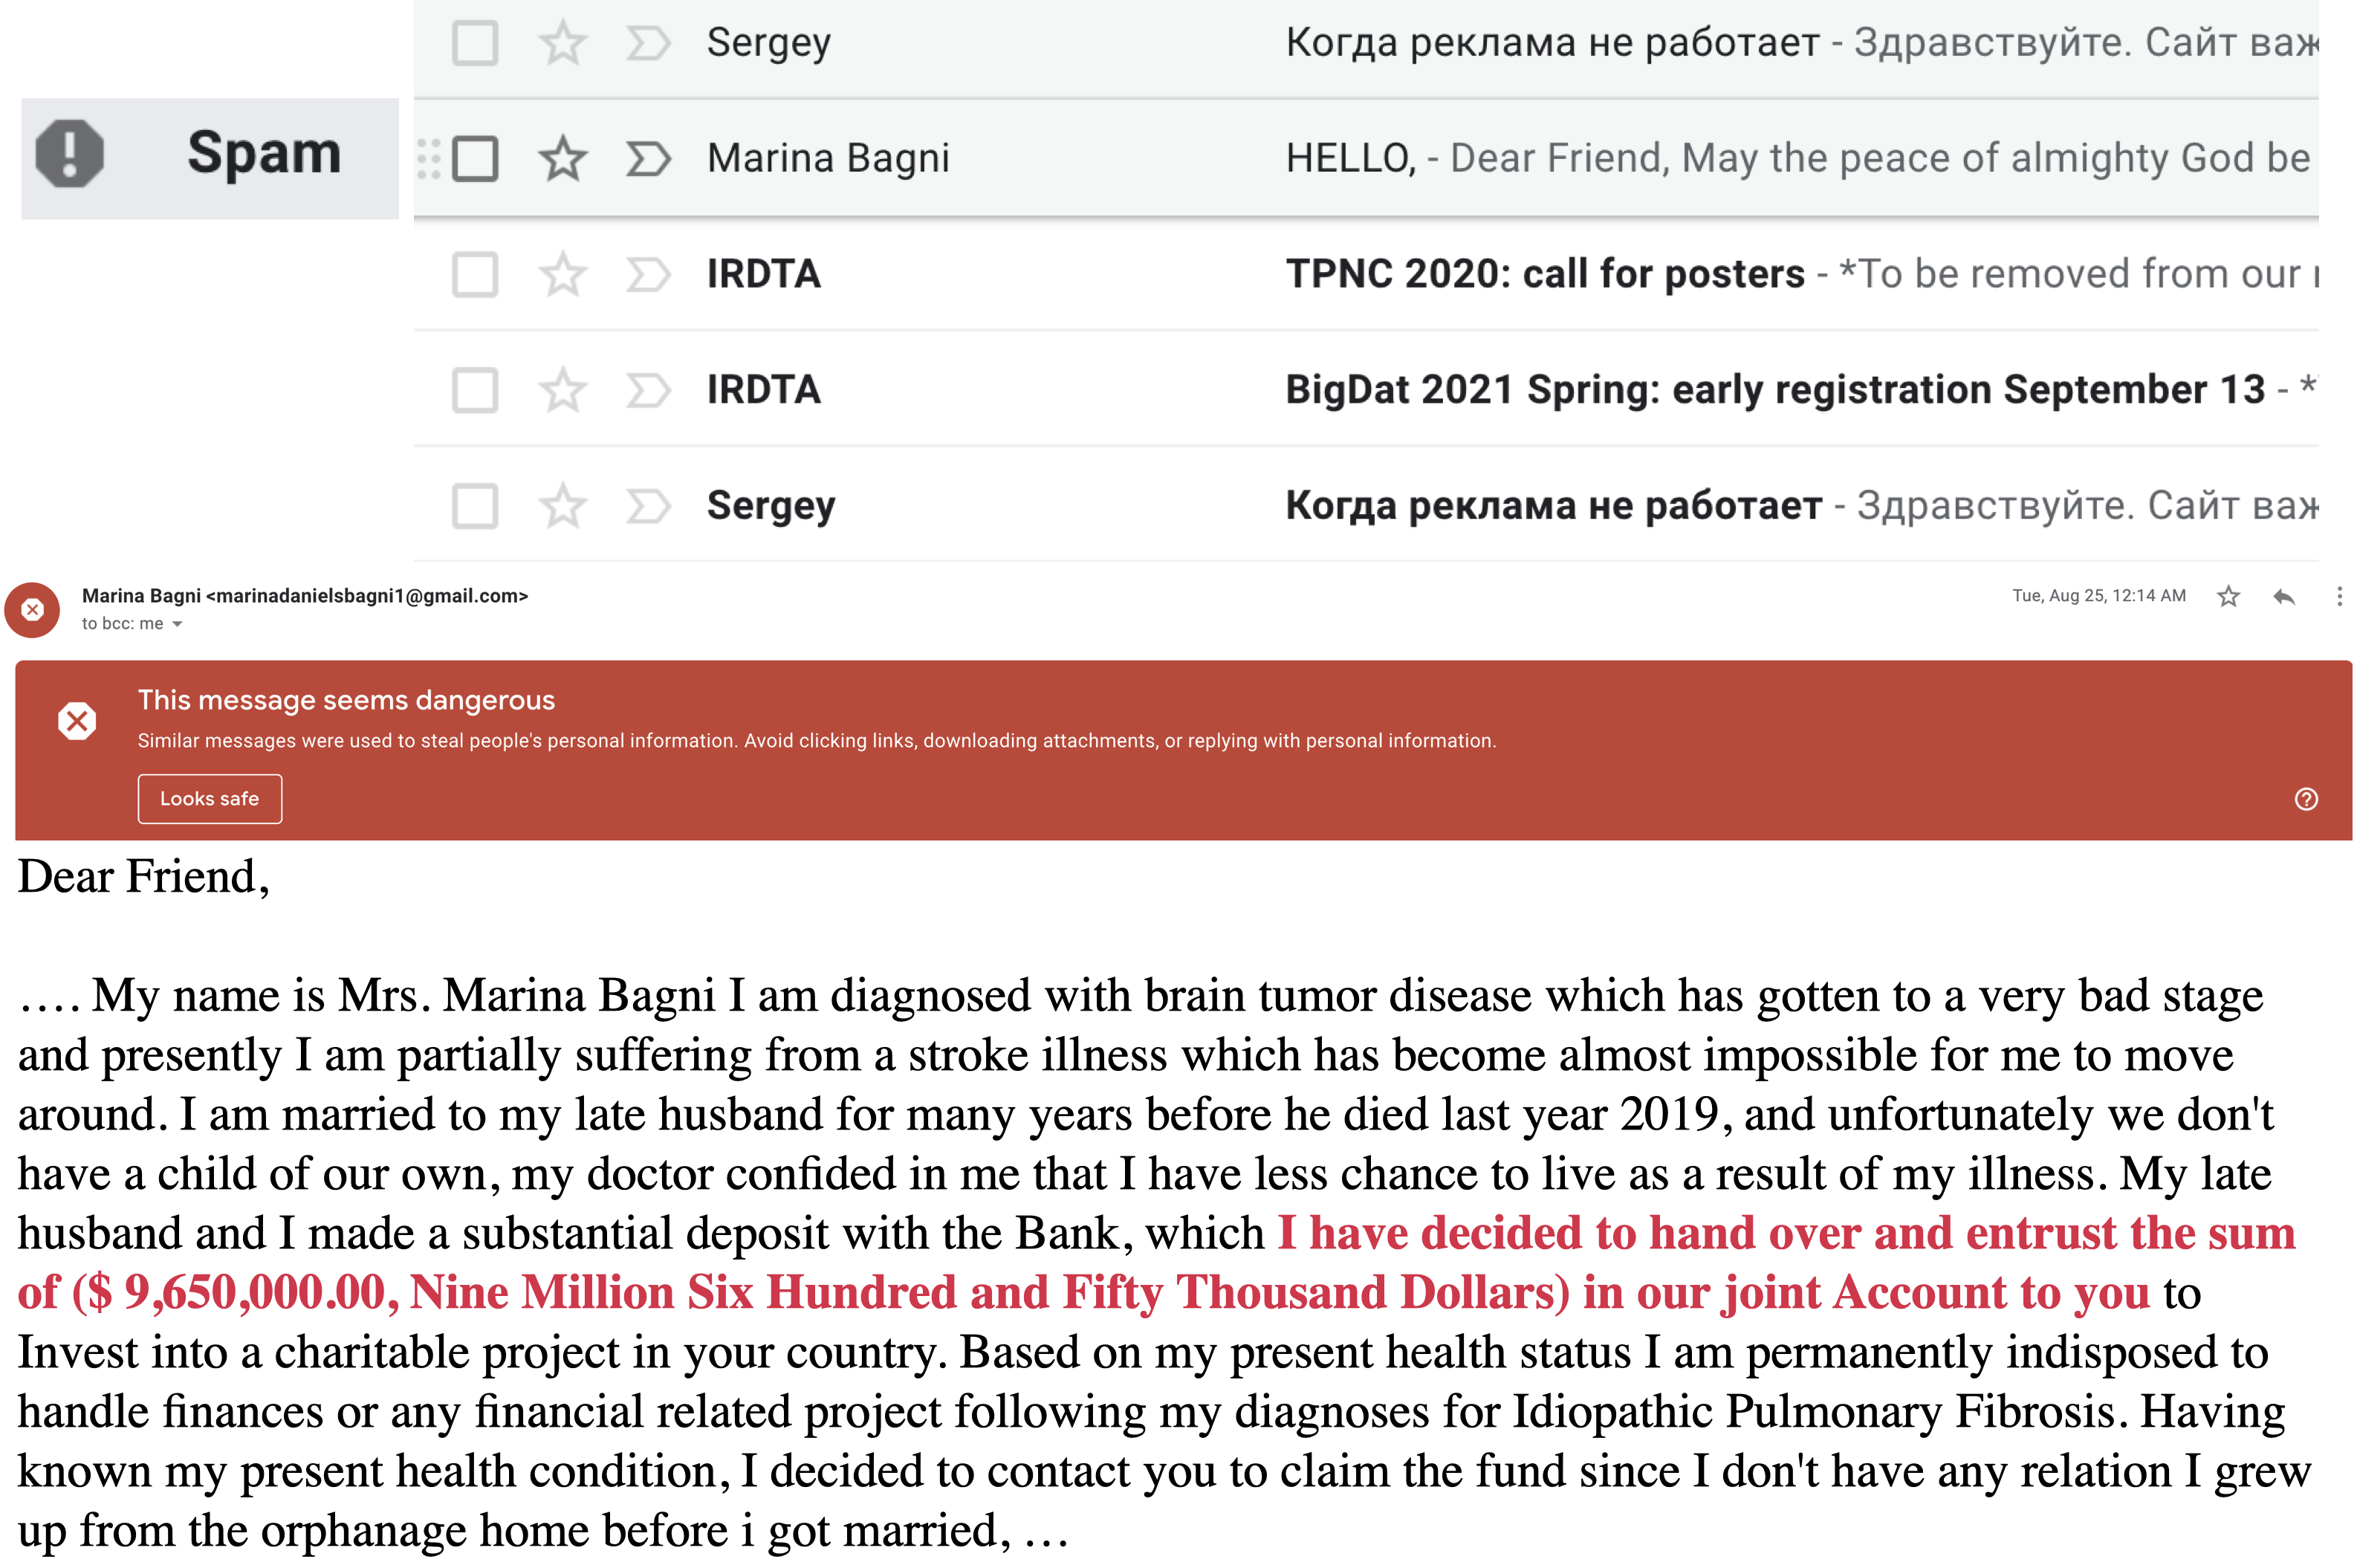 Sergey Когда реклама не работает - Здравствуйте. Сайт важ
Spam
Marina Bagni HELLO, - Dear Friend, May the peace of almighty God be
IRDTA TPNC 2020: call for posters - *To be removed from our
IRDTA BigDat 2021 Spring: early registration September 13 - *
Sergey Когда реклама не работает - Здравствуйте. Сайт важ
Marina Bagni <marinadanielsbagni1@gmail.com> Tue, Aug 25, 12:14 AM
to bcc: me
This message seems dangerous
Similar messages were used to steal people's personal information. Avoid clicking links, downloading attachments, or replying with personal information.
Looks safe
Dear Friend,
.... My name is Mrs. Marina Bagni I am diagnosed with brain tumor disease which has gotten to a very bad stage
and presently I am partially suffering from a stroke illness which has become almost impossible for me to move
around. I am married to my late husband for many years before he died last year 2019, and unfortunately we don't
have a child of our own, my doctor confided in me that I have less chance to live as a result of my illness. My late
husband and I made a substantial deposit with the Bank, which I have decided to hand over and entrust the sum
of ($ 9,650,000.00, Nine Million Six Hundred and Fifty Thousand Dollars) in our joint Account to you to
Invest into a charitable project in your country. Based on my present health status I am permanently indisposed to
handle finances or any financial related project following my diagnoses for Idiopathic Pulmonary Fibrosis. Having
known my present health condition, I decided to contact you to claim the fund since I don't have any relation I grew
up from the orphanage home before i got married, ...